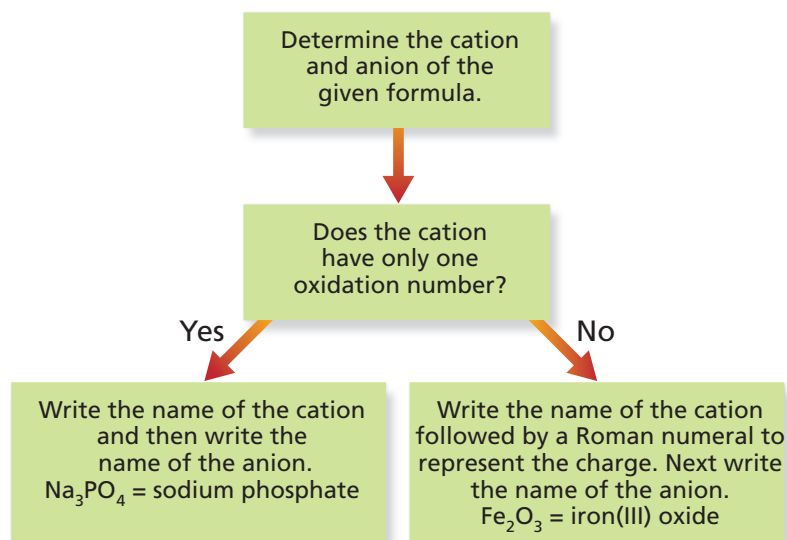 Determine the cation
and anion of the
given formula.
Does the cation
have only one
oxidation number?
Yes
No
Write the name of the cation
and then write the
name of the anion.
Na₃PO₄ = sodium phosphate
Write the name of the cation
followed by a Roman numeral to
represent the charge. Next write
the name of the anion.
Fe₂O₃ = iron(III) oxide